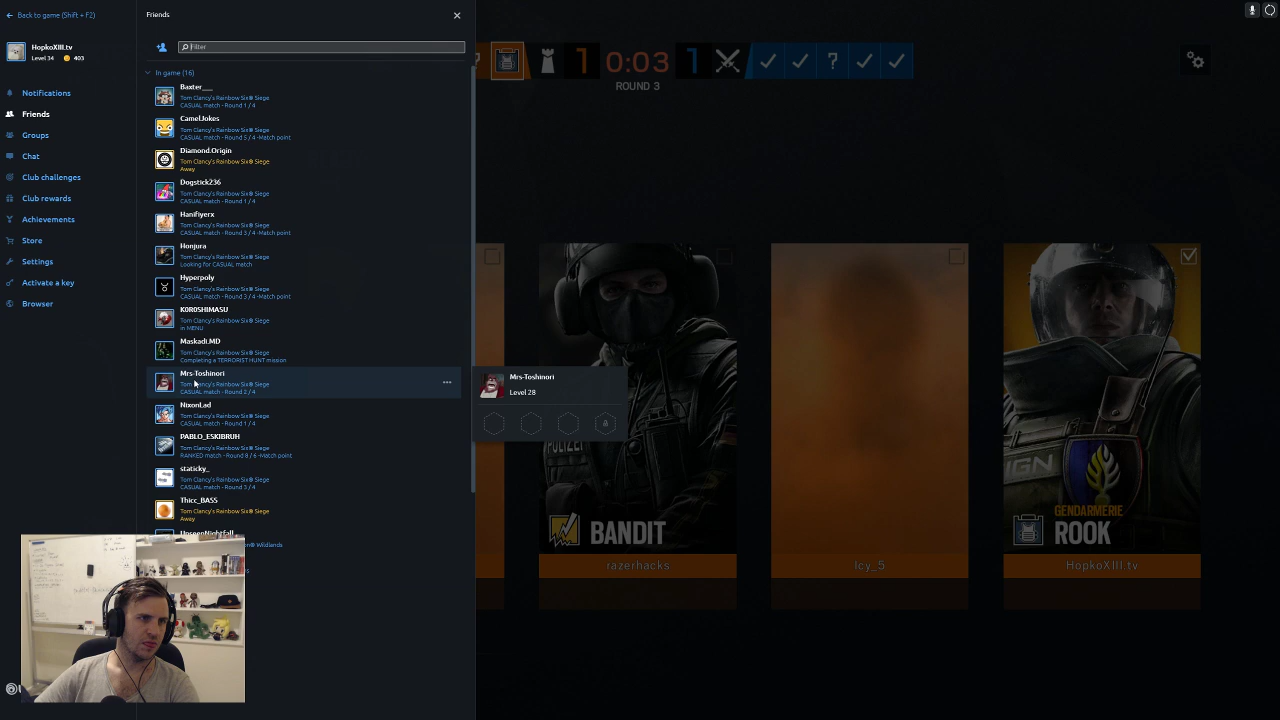 Back to game (Shift + F2)
HopkoXIII.tv
Level 34
403
Notifications
Friends
Groups
Chat
Club challenges
Club rewards
Achievements
Store
Settings
Activate a key
Browser
Friends
Filter
In game (16)
Baxter__
Tom Clancy's Rainbow Six® Siege
CASUAL match - Round 1 / 4
CamelJokes
Tom Clancy's Rainbow Six® Siege
CASUAL match - Round 5 / 4 -Match point
Diamond.Origin
Tom Clancy's Rainbow Six® Siege
Away
Dogstick236
Tom Clancy's Rainbow Six® Siege
CASUAL match - Round 1 / 4
Hanifiyerx
Tom Clancy's Rainbow Six® Siege
CASUAL match - Round 3 / 4 -Match point
Honjura
Tom Clancy's Rainbow Six® Siege
Looking for CASUAL match
Hyperpoly
Tom Clancy's Rainbow Six® Siege
CASUAL match - Round 3 / 4 -Match point
K0R0SHIMASU
Tom Clancy's Rainbow Six® Siege
in MENU
Maskadi.MD
Tom Clancy's Rainbow Six® Siege
Completing a TERRORIST HUNT mission
Mrs-Toshinori
Tom Clancy's Rainbow Six® Siege
CASUAL match - Round 2 / 4
NixonLad
Tom Clancy's Rainbow Six® Siege
CASUAL match - Round 1 / 4
PABLO_ESKIBRUH
Tom Clancy's Rainbow Six® Siege
RANKED match - Round 8 / 6 -Match point
staticky_
Tom Clancy's Rainbow Six® Siege
CASUAL match - Round 3 / 4
Thicc_BASS
Tom Clancy's Rainbow Six® Siege
Away
UnseenNightfall
Wildlands
Mrs-Toshinori
Level 28
1 0:03 1
?
ROUND 3
POLIZEI
BANDIT
razerhacks
Icy_5
IGN
GENDARMERIE
ROOK
HopkoXIII.tv